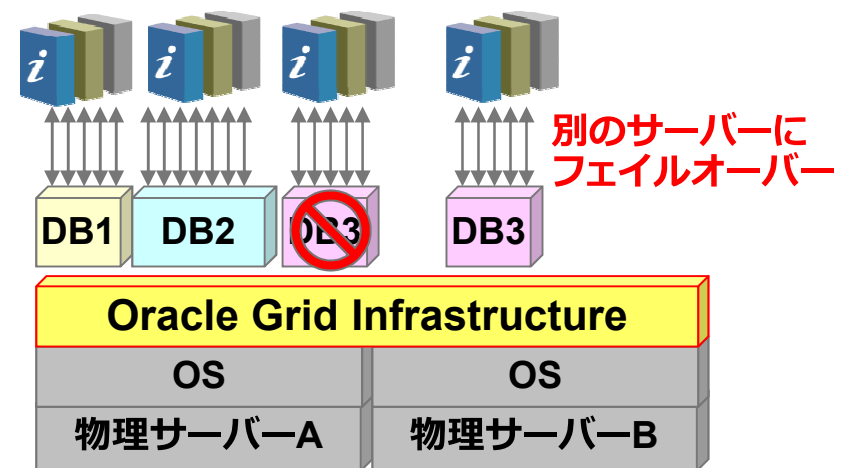 i i i i
別のサーバーに
フェイルオーバー
DB1 DB2 DB3 DB3
Oracle Grid Infrastructure
OS OS
物理サーバーA 物理サーバーB